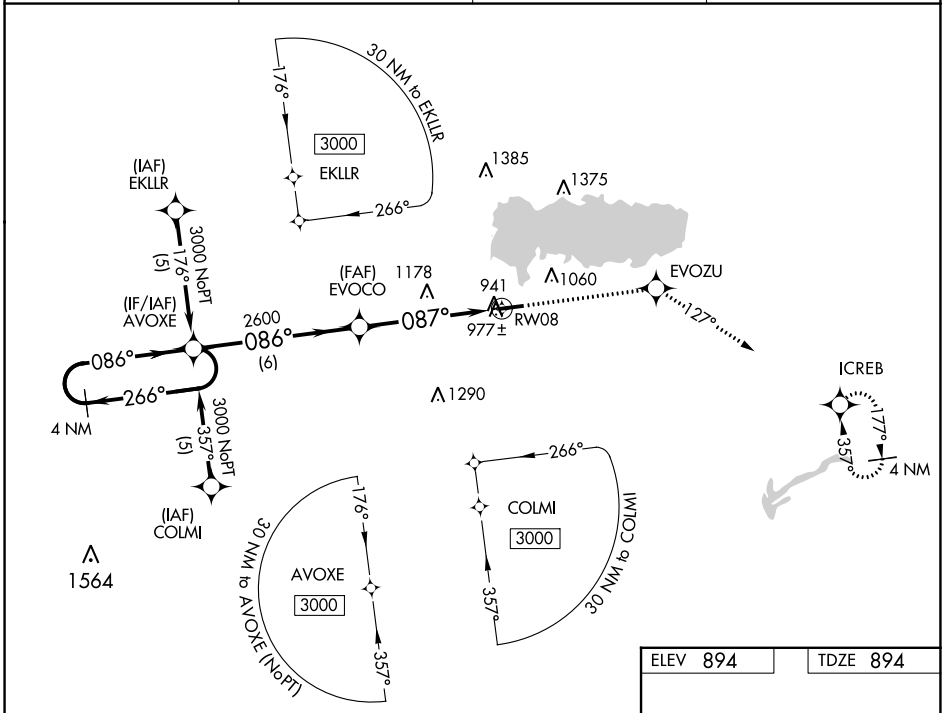 30 NM to EKLLR
176°
3000
EKLLR
266°
1385
1375
(IAF)
EKLLR
3000 NoPT
176°
(5)
(FAF)
EVOCO
1178
941
1060
EVOZU
(IF/IAF)
AVOXE
2600
086°
(6)
087°
977±
RW08
127°
086°
266°
4 NM
1290
ICREB
177°
357°
4 NM
3000 NoPT
357°
(5)
(IAF)
COLMI
1564
30 NM to AVOXE (NoPT)
176°
AVOXE
3000
357°
266°
COLMI
3000
357°
30 NM to COLMI
ELEV 894
TDZE 894